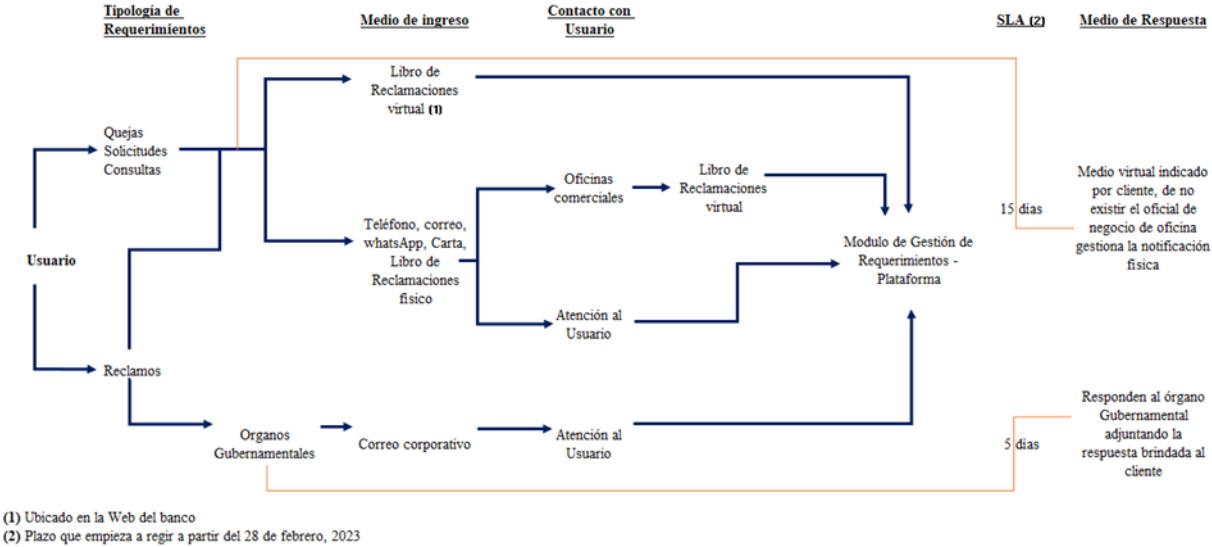 Tipología de
Requerimientos
Medio de ingreso
Contacto con
Usuario
SLA (2)
Medio de Respuesta
Libro de
Reclamaciones
virtual (1)
Quejas
Solicitudes
Consultas
Oficinas
comerciales
Libro de
Reclamaciones
virtual
Medio virtual indicado
por cliente, de no
existir el oficial de
negocio de oficina
gestiona la notificación
física
15 dias
Teléfono, correo,
whatsApp, Carta,
Libro de
Reclamaciones
físico
Modulo de Gestión de
Requerimientos -
Plataforma
Usuario
Atención al
Usuario
Reclamos
Organos
Gubernamentales
Correo corporativo
Atención al
Usuario
5 dias
Responden al órgano
Gubernamental
adjuntando la
respuesta brindada al
cliente
(1) Ubicado en la Web del banco
(2) Plazo que empieza a regir a partir del 28 de febrero, 2023